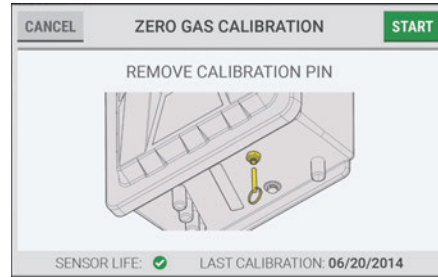 CANCEL ZERO GAS CALIBRATION START
REMOVE CALIBRATION PIN
SENSOR LIFE: LAST CALIBRATION: 06/20/2014